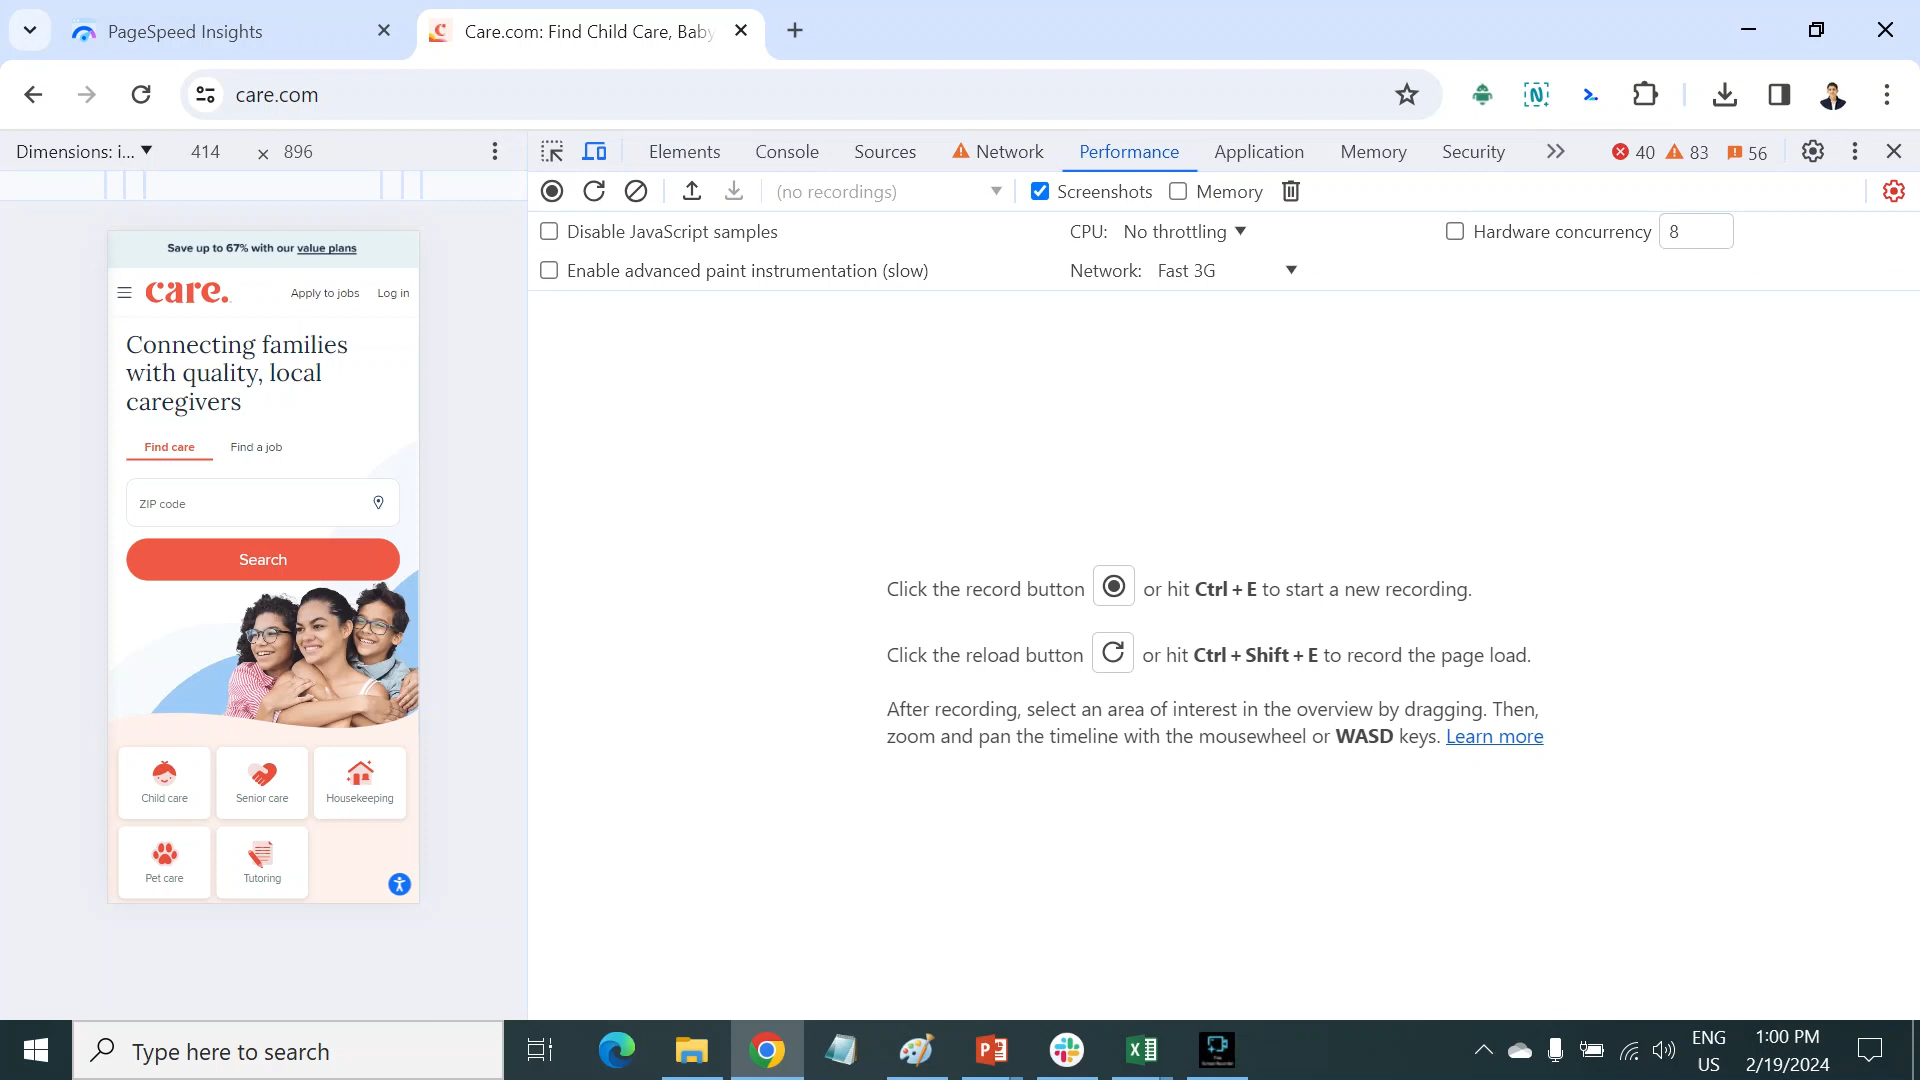 PageSpeed Insights
Care.com: Find Child Care, Baby
care.com
Dimensions: i... 414 x 896
Elements Console Sources Network Performance Application Memory Security 40 83 56
(no recordings) Screenshots Memory
Disable JavaScript samples CPU: No throttling Hardware concurrency 8
Enable advanced paint instrumentation (slow) Network: Fast 3G
Save up to 67% with our value plans
care. Apply to jobs Log in
Connecting families
with quality, local
caregivers
Find care Find a job
ZIP code
Search
Child care Senior care Housekeeping
Pet care Tutoring
Click the record button or hit Ctrl + E to start a new recording.
Click the reload button or hit Ctrl + Shift + E to record the page load.
After recording, select an area of interest in the overview by dragging. Then,
zoom and pan the timeline with the mousewheel or WASD keys. Learn more
Type here to search
ENG
US
1:00 PM
2/19/2024